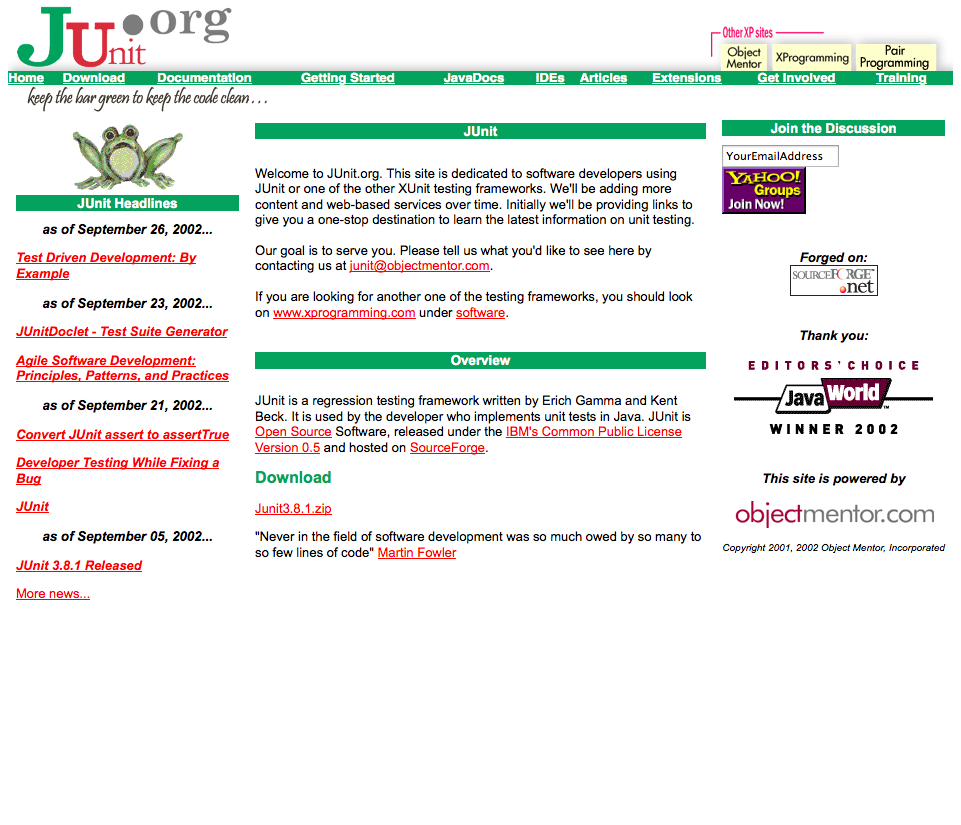 JUnit.org
Other XP sites
Object
Mentor
XProgramming
Pair
Programming
Home Download Documentation Getting Started JavaDocs IDEs Articles Extensions Get Involved Training
keep the bar green to keep the code clean . . .
JUnit Headlines
as of September 26, 2002...
Test Driven Development: By
Example
as of September 23, 2002...
JUnitDoclet - Test Suite Generator
Agile Software Development:
Principles, Patterns, and Practices
as of September 21, 2002...
Convert JUnit assert to assertTrue
Developer Testing While Fixing a
Bug
JUnit
as of September 05, 2002...
JUnit 3.8.1 Released
More news...
JUnit
Welcome to JUnit.org. This site is dedicated to software developers using
JUnit or one of the other XUnit testing frameworks. We'll be adding more
content and web-based services over time. Initially we'll be providing links to
give you a one-stop destination to learn the latest information on unit testing.
Our goal is to serve you. Please tell us what you'd like to see here by
contacting us at junit@objectmentor.com.
If you are looking for another one of the testing frameworks, you should look
on www.xprogramming.com under software.
Overview
JUnit is a regression testing framework written by Erich Gamma and Kent
Beck. It is used by the developer who implements unit tests in Java. JUnit is
Open Source Software, released under the IBM's Common Public License
Version 0.5 and hosted on SourceForge.
Download
Junit3.8.1.zip
"Never in the field of software development was so much owed by so many to
so few lines of code" Martin Fowler
Join the Discussion
YourEmailAddress
YAHOO!
Groups
Join Now!
Forged on:
SOURCEFORGE™
.net
Thank you:
EDITORS' CHOICE
JavaWorld™
WINNER 2002
This site is powered by
objectmentor.com
Copyright 2001, 2002 Object Mentor, Incorporated